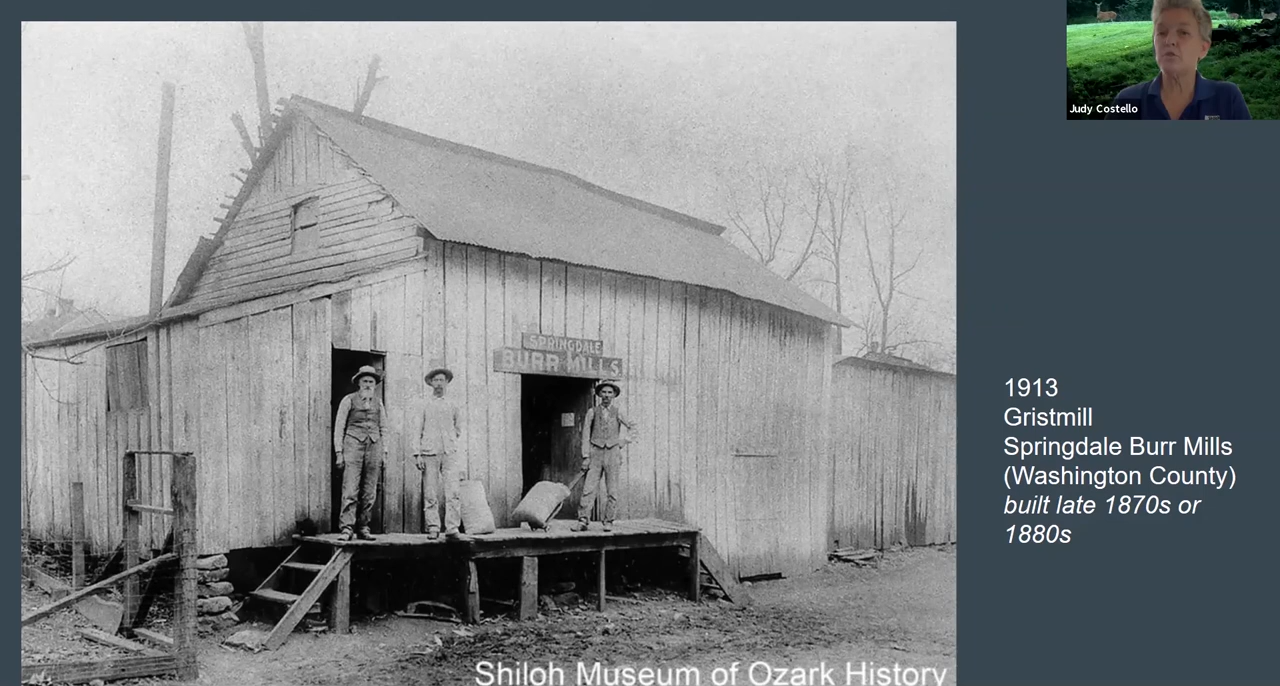 Judy Costello
SPRINGDALE
BURR MILLS
1913
Gristmill
Springdale Burr Mills
(Washington County)
built late 1870s or
1880s
Shiloh Museum of Ozark History